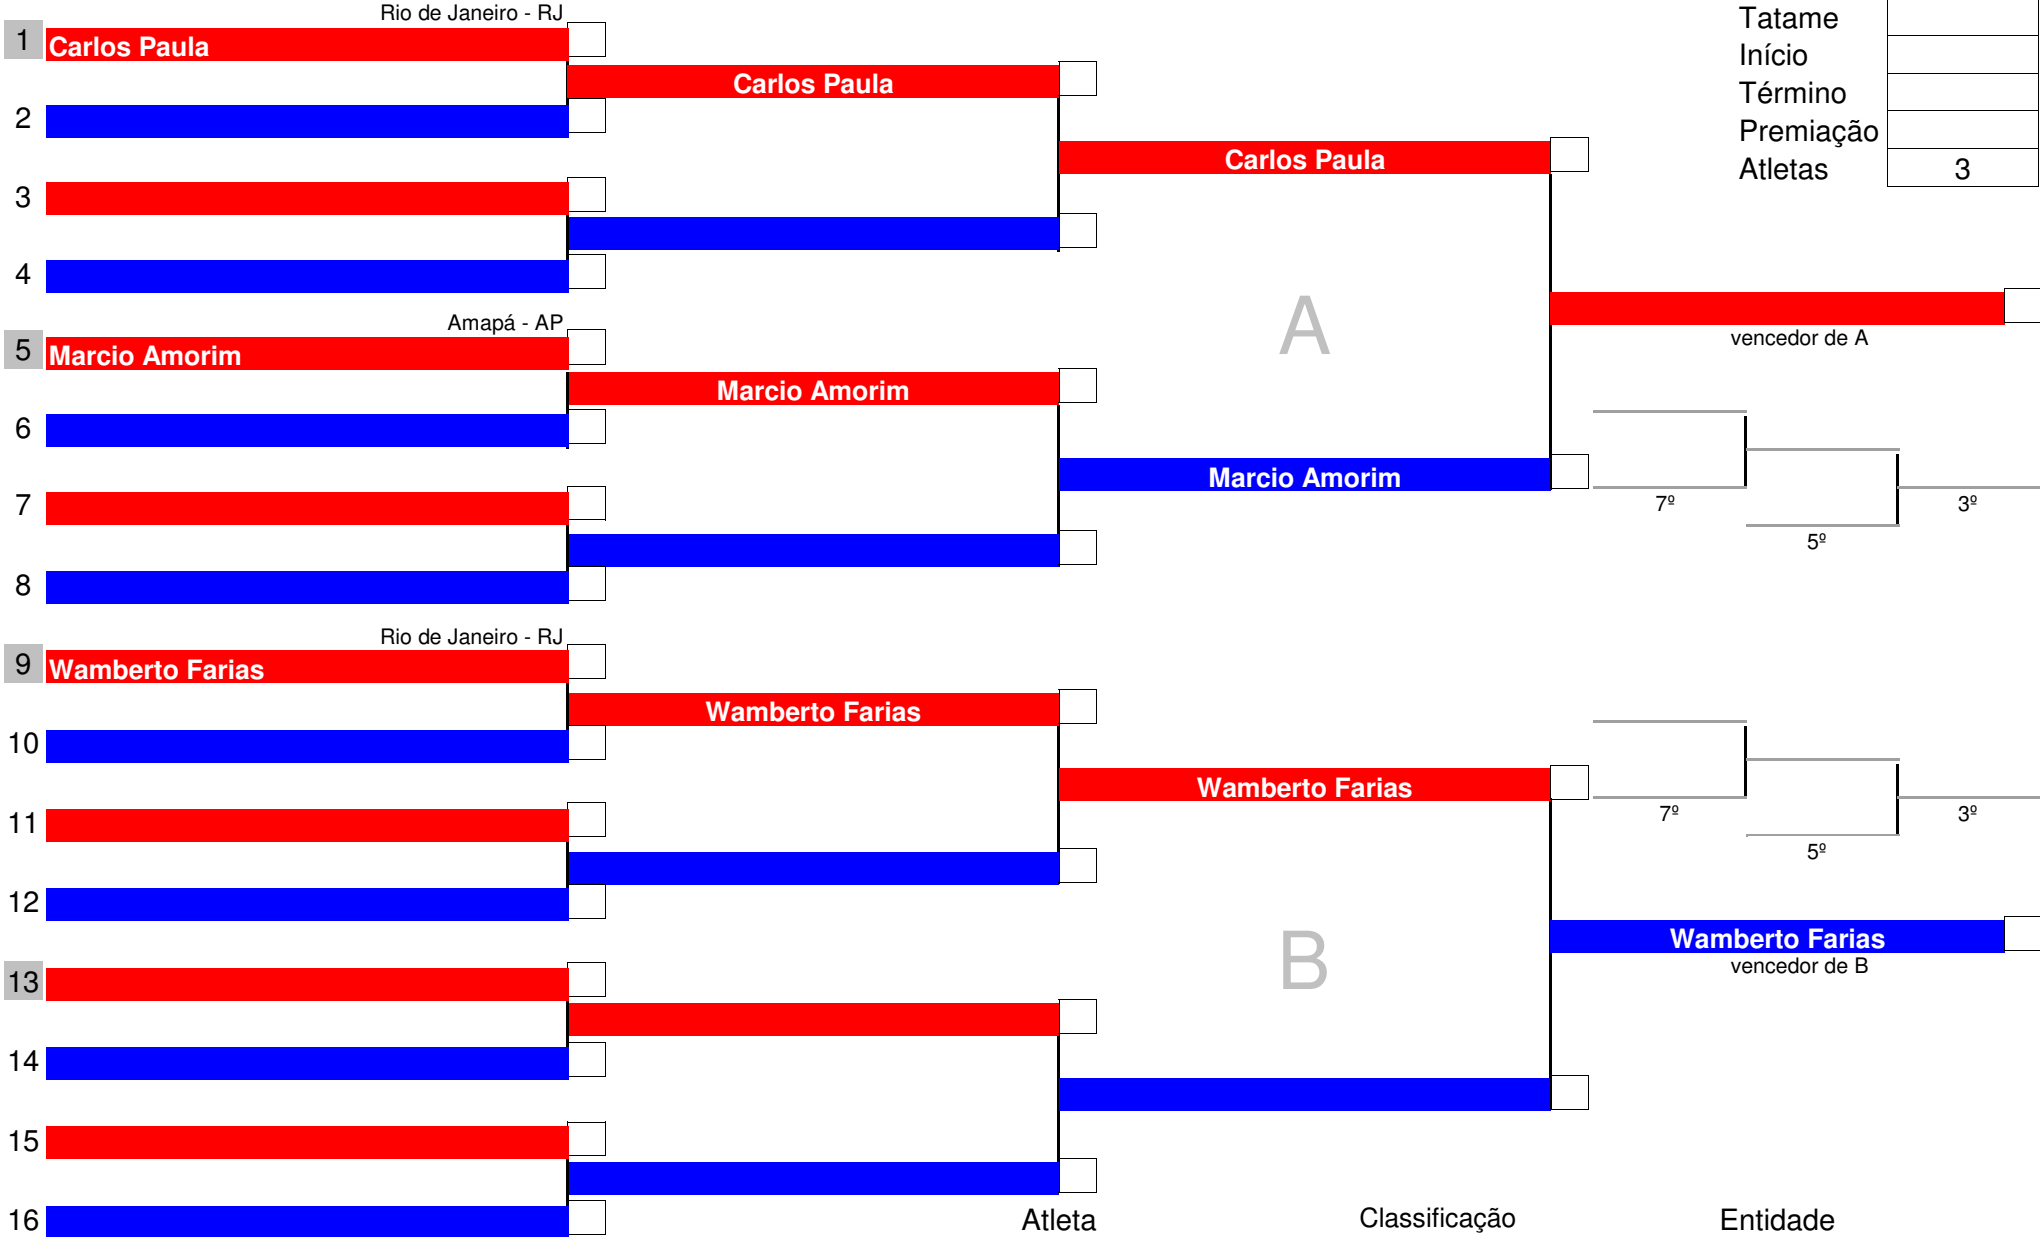 Rio de Janeiro - RJ
1 Carlos Paula
Carlos Paula
2
Carlos Paula
3
4
Tatame
Início
Término
Premiação
Atletas 3
A
vencedor de A
Amapá - AP
5 Marcio Amorim
Marcio Amorim
6
Marcio Amorim
7
8
7º
3º
5º
Rio de Janeiro - RJ
9 Wamberto Farias
Wamberto Farias
10
Wamberto Farias
11
12
7º
3º
5º
B
Wamberto Farias
vencedor de B
13
14
15
16
Atleta Classificação Entidade